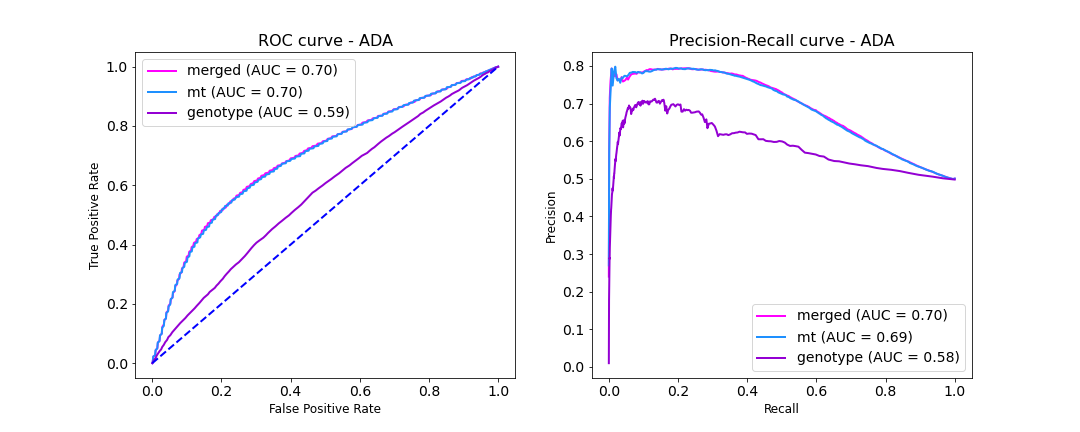 ROC curve - ADA
merged (AUC = 0.70)
mt (AUC = 0.70)
genotype (AUC = 0.59)
1.0
0.8
0.6
0.4
0.2
0.0
True Positive Rate
0.0 0.2 0.4 0.6 0.8 1.0
False Positive Rate
Precision-Recall curve - ADA
0.8
0.7
0.6
0.5
0.4
0.3
0.2
0.1
0.0
Precision
merged (AUC = 0.70)
mt (AUC = 0.69)
genotype (AUC = 0.58)
0.0 0.2 0.4 0.6 0.8 1.0
Recall